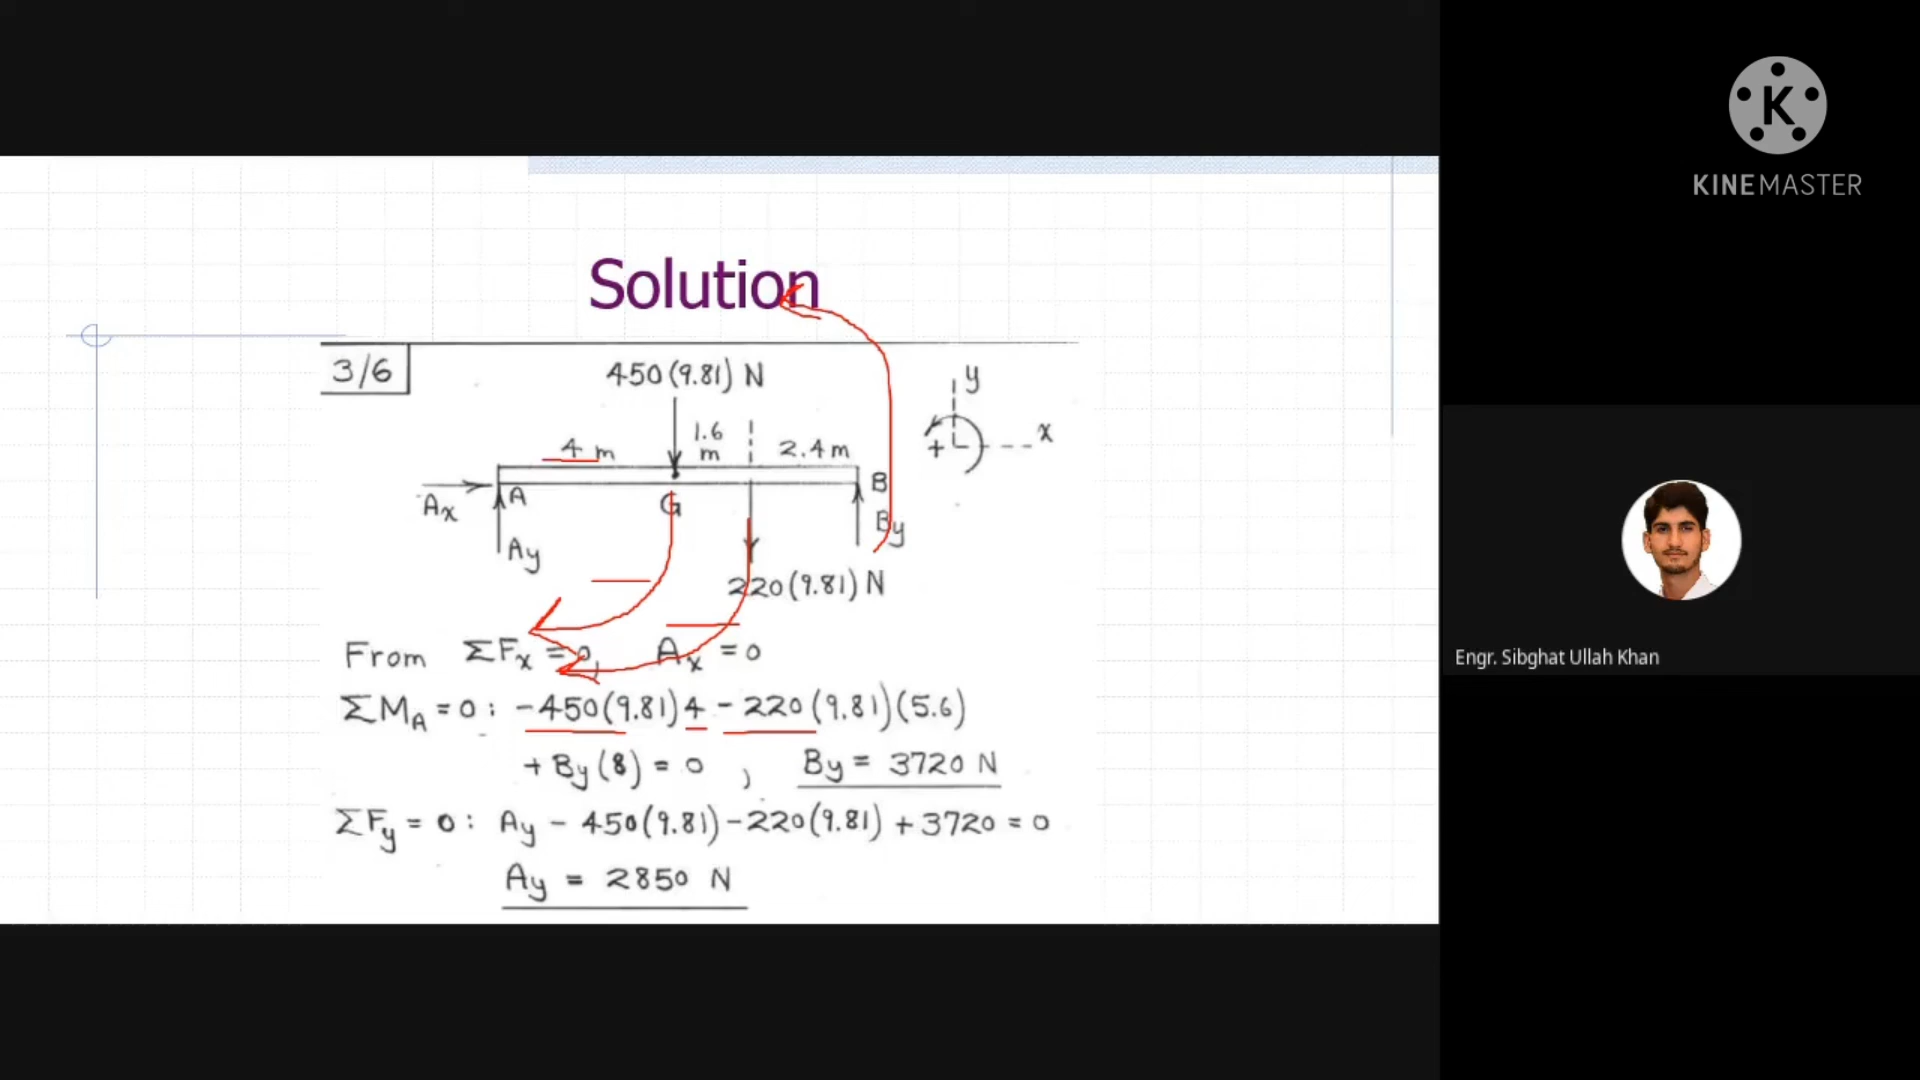 KINEMASTER
Solution
3/6
450(9.81) N
y
x
+
4 m
1.6
m
2.4m
Ax
A
G
B
Ay
By
220(9.81) N
From ΣFx = 0, Ax = 0
ΣMA = 0 : -450(9.81)4 - 220(9.81)(5.6)
+ By(8) = 0 , By = 3720 N
ΣFy = 0 : Ay - 450(9.81) - 220(9.81) + 3720 = 0
Ay = 2850 N
Engr. Sibghat Ullah Khan